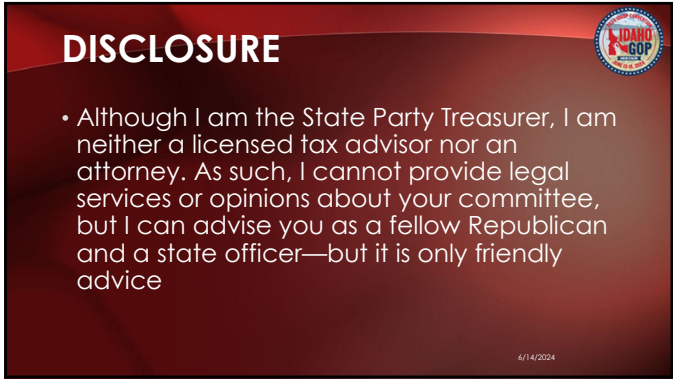 DISCLOSURE
IDAHO
GOP
• Although I am the State Party Treasurer, I am
neither a licensed tax advisor nor an
attorney. As such, I cannot provide legal
services or opinions about your committee,
but I can advise you as a fellow Republican
and a state officer—but it is only friendly
advice
6/14/2024